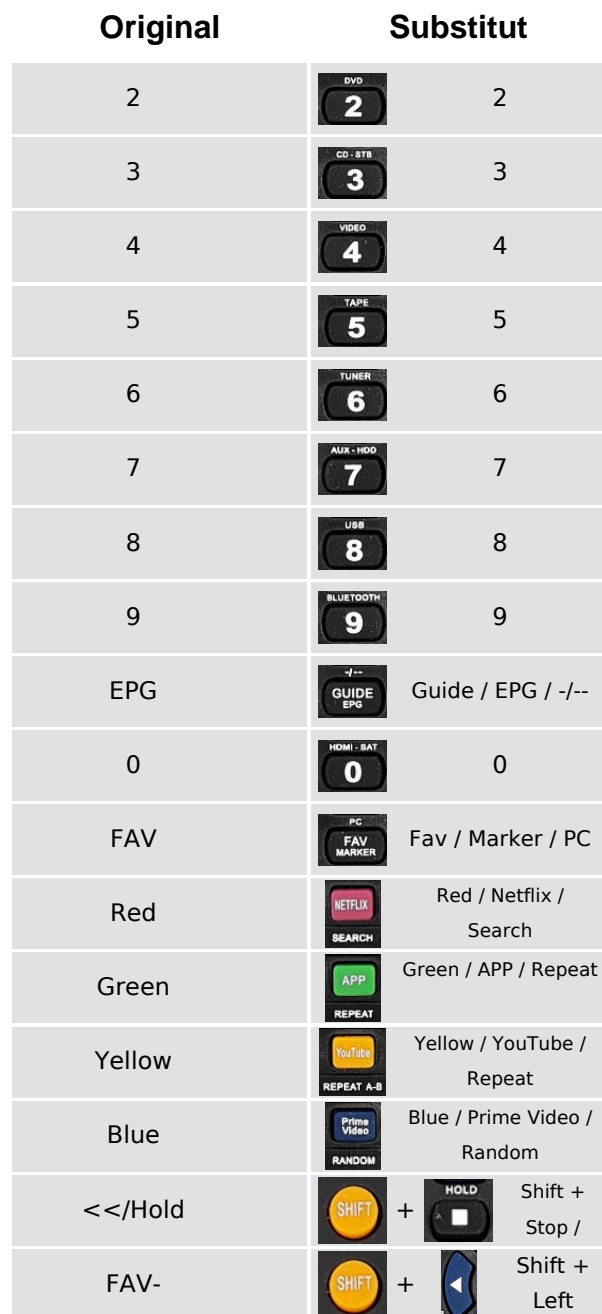 Original Substitut
2 DVD 2 2
3 CD - STB 3 3
4 VIDEO 4 4
5 TAPE 5 5
6 TUNER 6 6
7 AUX - HDD 7 7
8 USB 8 8
9 BLUETOOTH 9 9
EPG -/-- GUIDE EPG Guide / EPG / -/--
0 HDMI - SAT 0 0
FAV PC FAV MARKER Fav / Marker / PC
Red NETFLIX SEARCH Red / Netflix /
Search
Green APP REPEAT Green / APP / Repeat
Yellow YouTube REPEAT A-B Yellow / YouTube /
Repeat
Blue Prime Video RANDOM Blue / Prime Video /
Random
<</Hold SHIFT + HOLD Shift +
Stop /
FAV- SHIFT + Shift +
Left